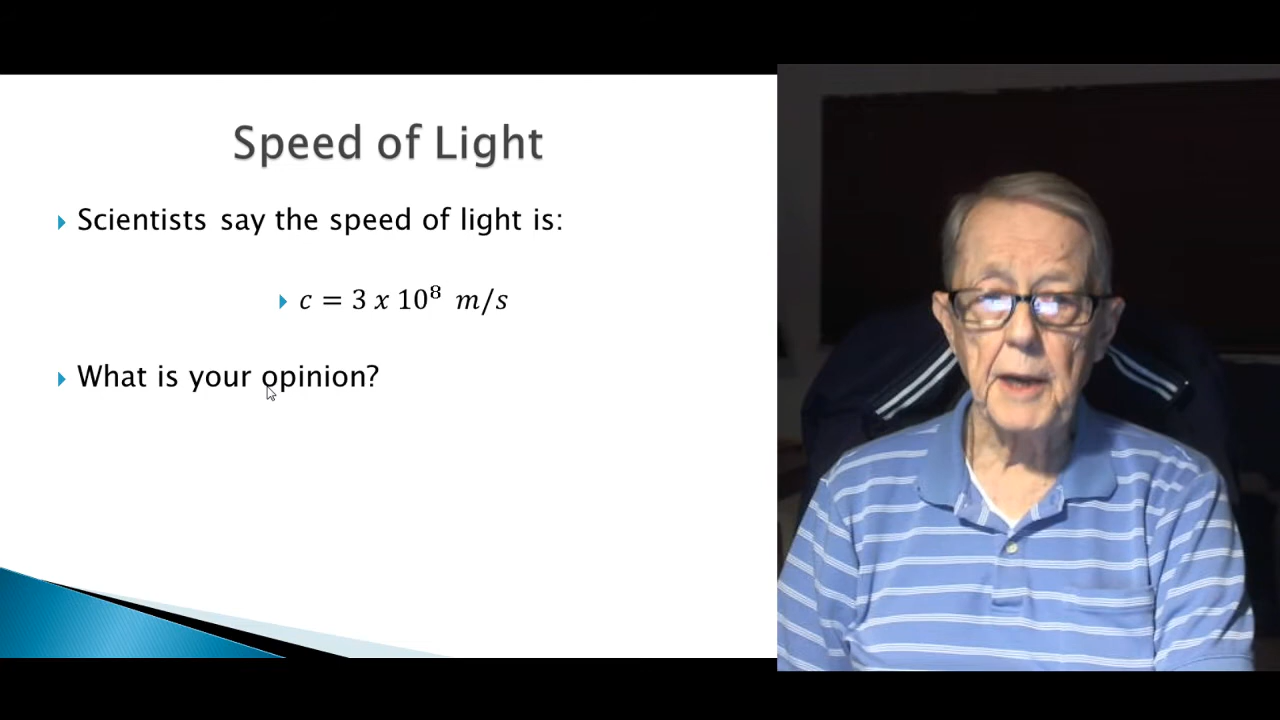 Speed of Light
Scientists say the speed of light is:
c = 3 x 10⁸ m/s
What is your opinion?